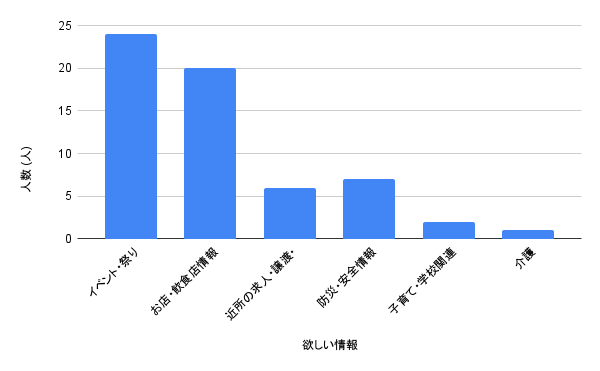 25
20
15
10
5
0
人数 (人)
イベント・祭り
お店・飲食店情報
近所の求人・譲渡・
防災・安全情報
子育て・学校関連
介護
欲しい情報